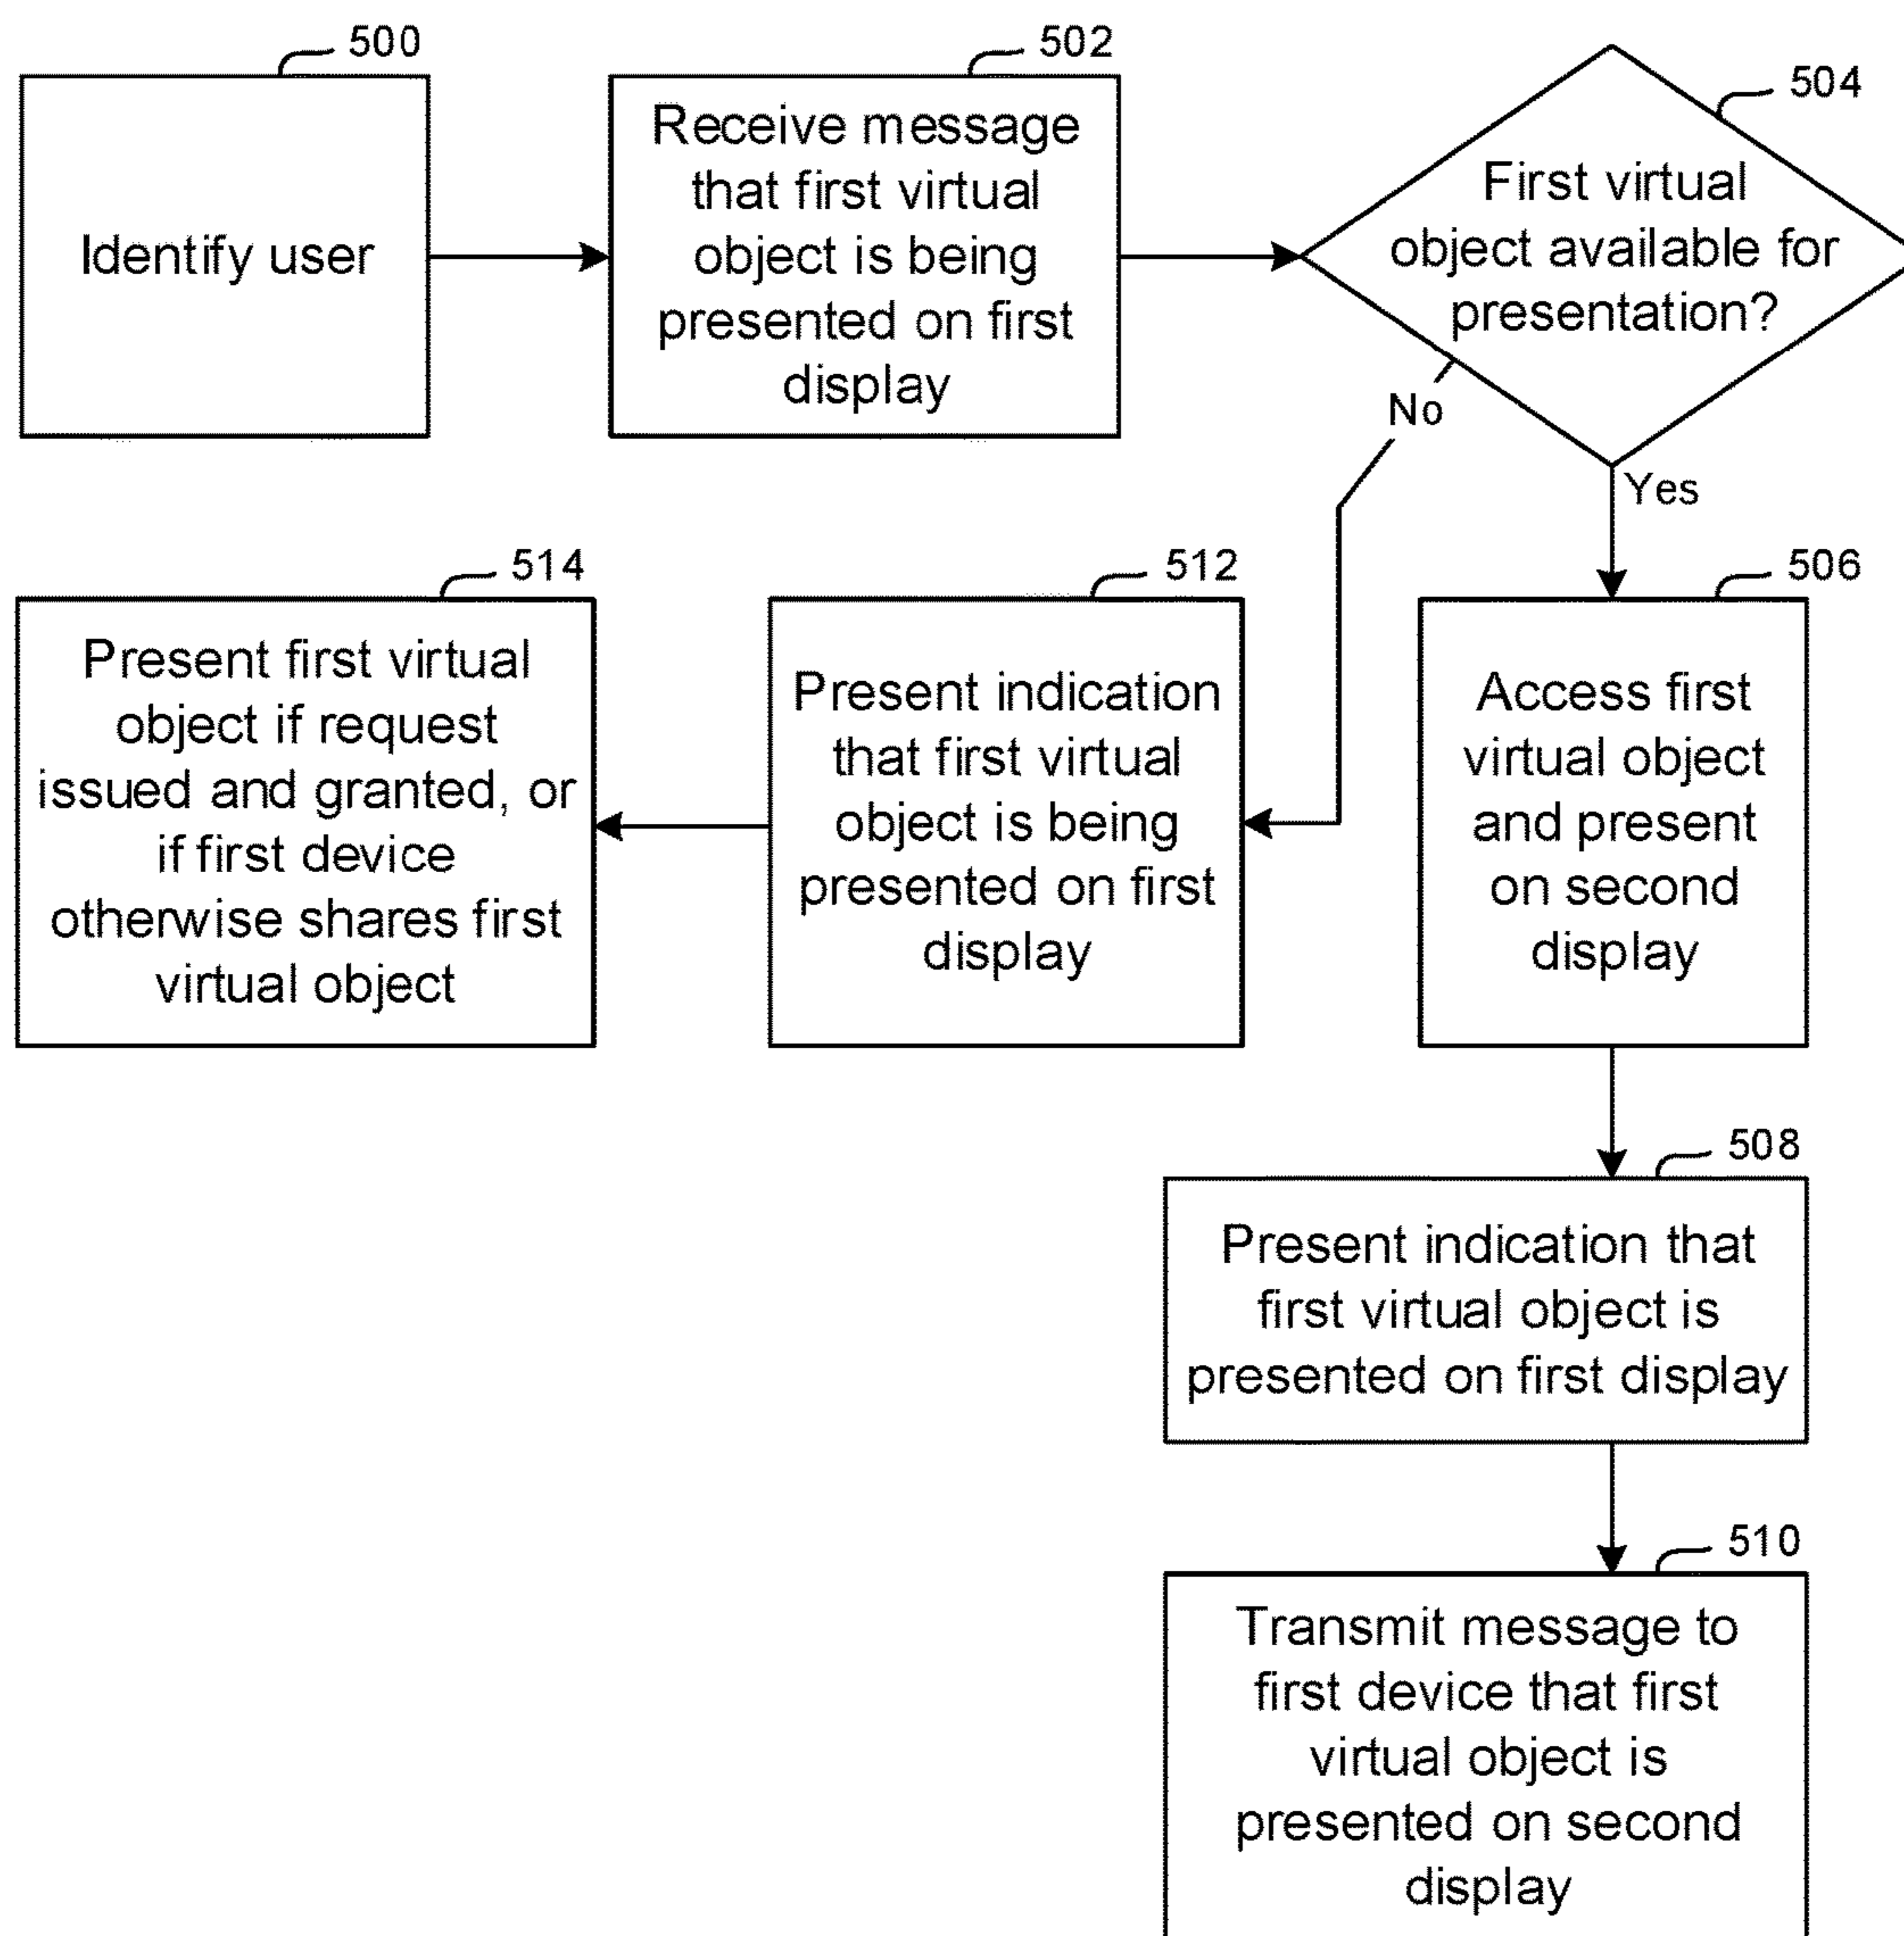 500
Identify user
502
Receive message
that first virtual
object is being
presented on first
display
504
First virtual
object available for
presentation?
No
Yes
514
Present first virtual
object if request
issued and granted, or
if first device
otherwise shares first
virtual object
512
Present indication
that first virtual
object is being
presented on first
display
506
Access first
virtual object
and present
on second
display
508
Present indication that
first virtual object is
presented on first display
510
Transmit message to
first device that first
virtual object is
presented on second
display